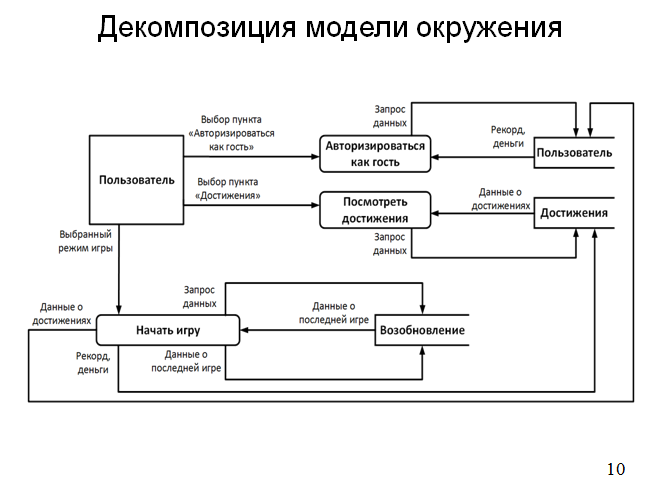 Декомпозиция модели окружения
Выбор пункта
«Авторизироваться
как гость»
Запрос
данных
Авторизироваться
как гость
Рекорд,
деньги
Пользователь
Пользователь
Выбор пункта
«Достижения»
Посмотреть
достижения
Данные о
достижениях
Достижения
Запрос
данных
Выбранный
режим игры
Данные о
достижениях
Запрос
данных
Начать игру
Данные о
последней игре
Возобновление
Рекорд,
деньги
Данные о
последней игре
10